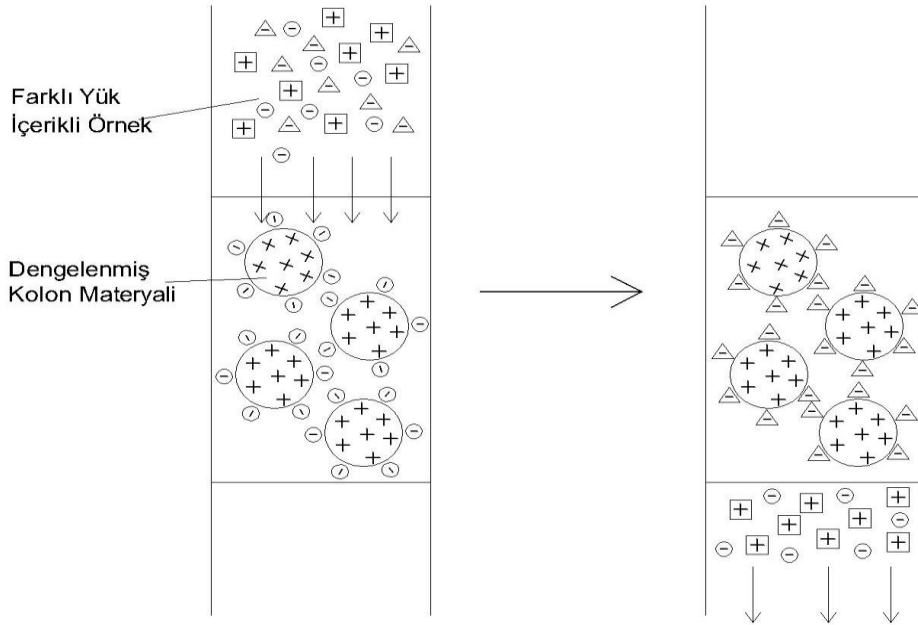 Farklı Yük
İçerikli Örnek
Dengelenmiş
Kolon Materyali